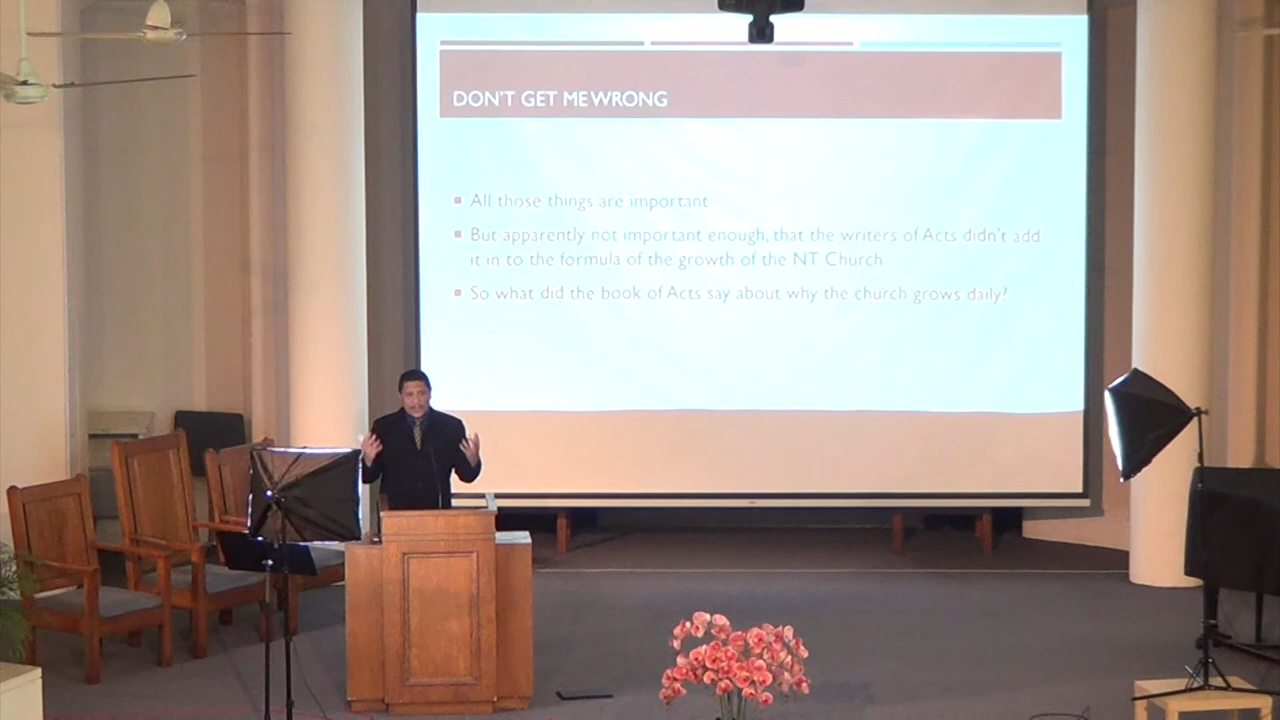 DON'T GET ME WRONG
All those things are important
But apparently not important enough, that the writers of Acts didn't add
it in to the formula of the growth of the NT Church
So what did the book of Acts say about why the church grows daily?